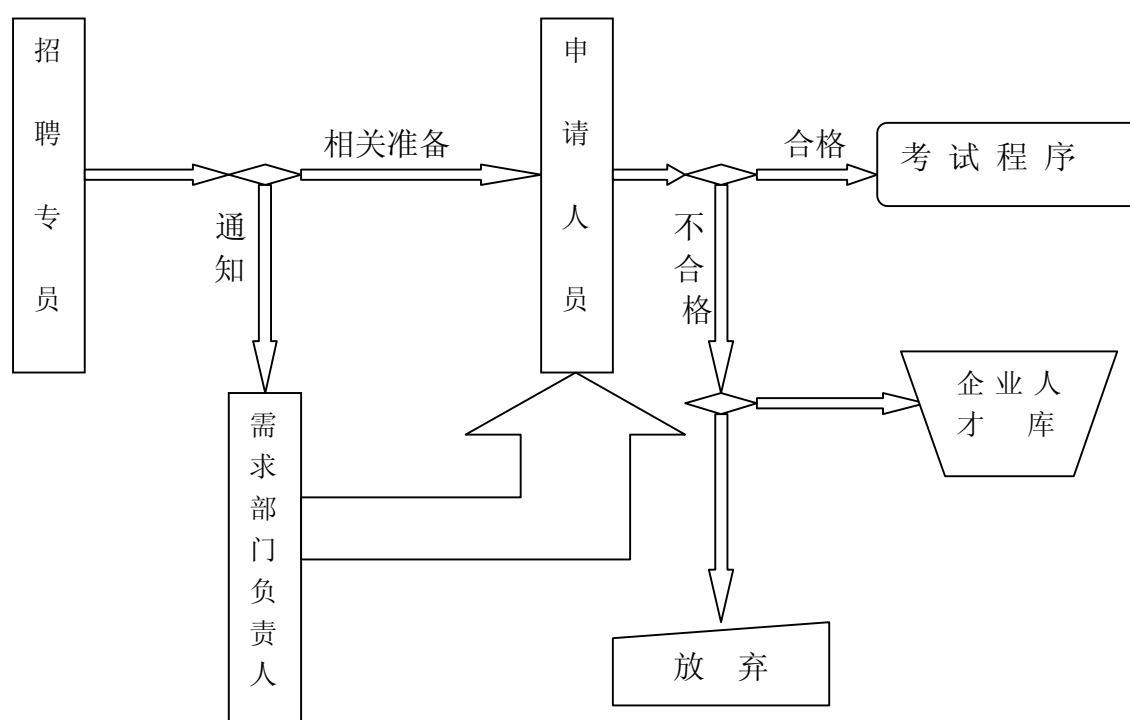 招聘专员
相关准备
通知
申请人员
合格
考试程序
不合格
企业人
才库
需求部门负责人
放弃